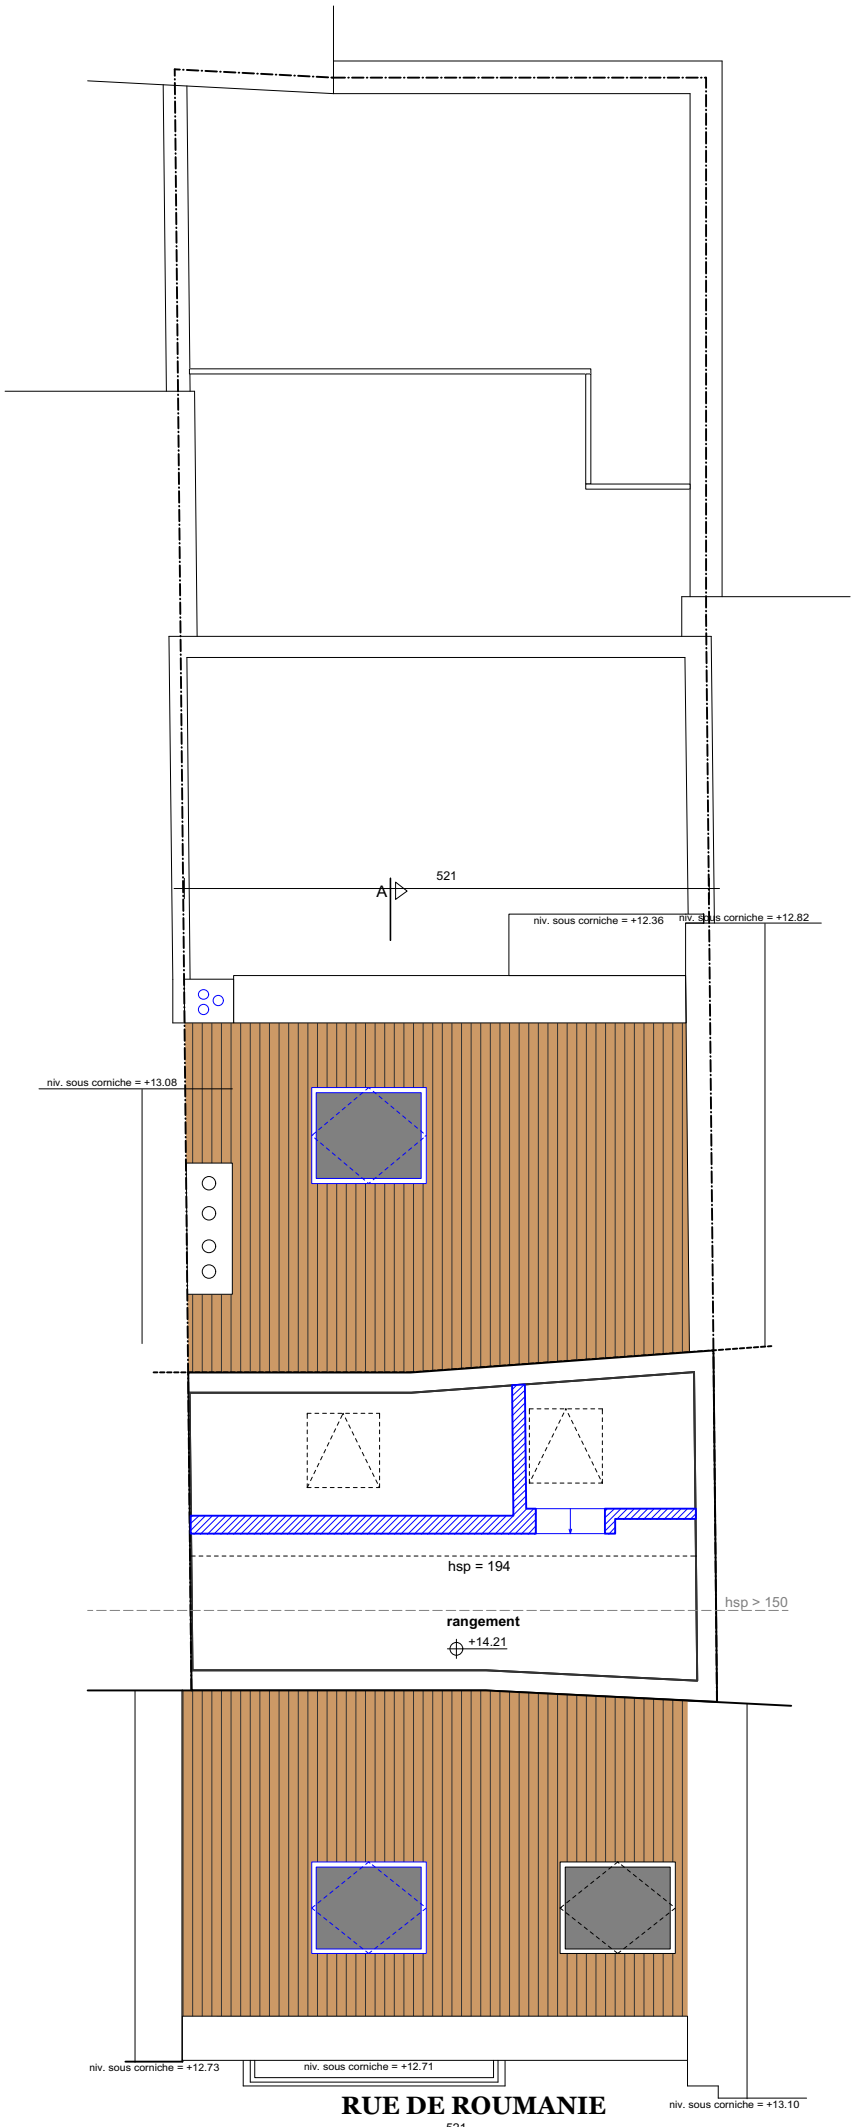 521
A
niv. sous corniche = +12.36
niv. sous corniche = +12.82
niv. sous corniche = +13.08
hsp = 194
hsp > 150
rangement
+14.21
niv. sous corniche = +12.73
niv. sous corniche = +12.71
RUE DE ROUMANIE
niv. sous corniche = +13.10